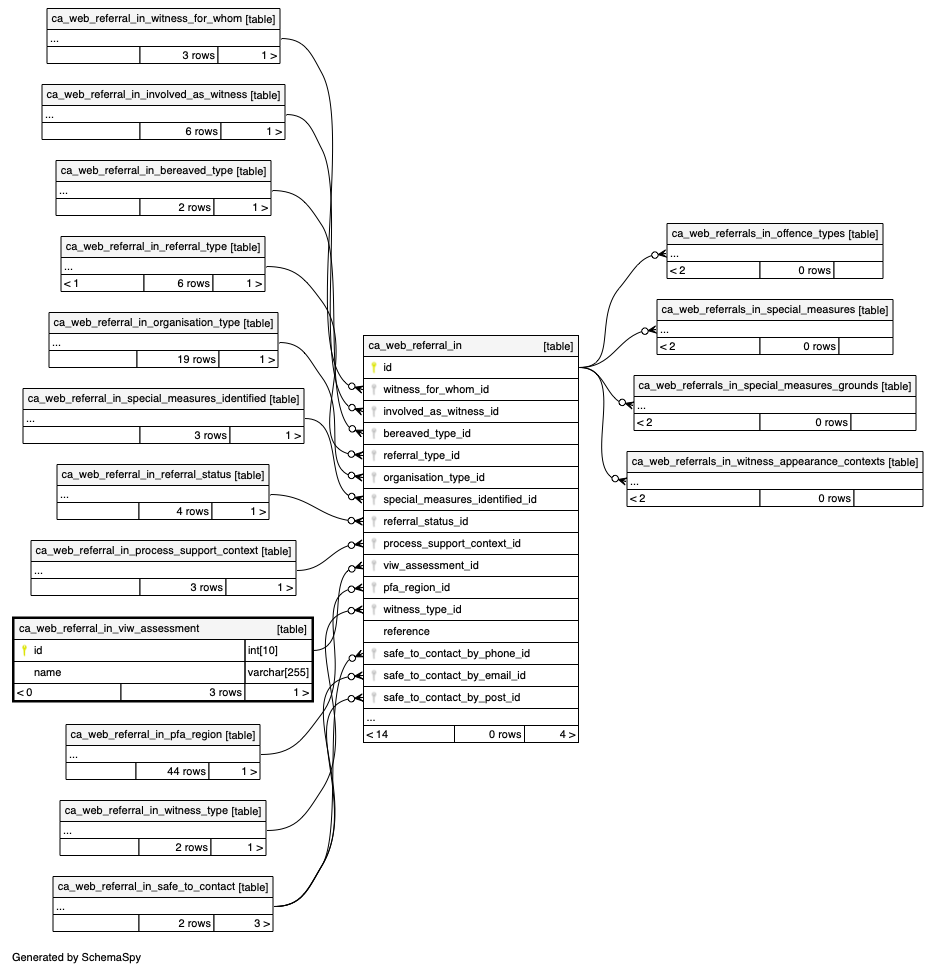 ca_web_referral_in_witness_for_whom [table]
...
3 rows 1 >
ca_web_referral_in_involved_as_witness [table]
...
6 rows 1 >
ca_web_referral_in_bereaved_type [table]
...
2 rows 1 >
ca_web_referral_in_referral_type [table]
...
< 1 6 rows 1 >
ca_web_referral_in_organisation_type [table]
...
19 rows 1 >
ca_web_referral_in_special_measures_identified [table]
...
3 rows 1 >
ca_web_referral_in_referral_status [table]
...
4 rows 1 >
ca_web_referral_in_process_support_context [table]
...
3 rows 1 >
ca_web_referral_in_viw_assessment [table]
id int[10]
name varchar[255]
< 0 3 rows 1 >
ca_web_referral_in_pfa_region [table]
...
44 rows 1 >
ca_web_referral_in_witness_type [table]
...
2 rows 1 >
ca_web_referral_in_safe_to_contact [table]
...
2 rows 3 >
ca_web_referral_in [table]
id
witness_for_whom_id
involved_as_witness_id
bereaved_type_id
referral_type_id
organisation_type_id
special_measures_identified_id
referral_status_id
process_support_context_id
viw_assessment_id
pfa_region_id
witness_type_id
reference
safe_to_contact_by_phone_id
safe_to_contact_by_email_id
safe_to_contact_by_post_id
...
< 14 0 rows 4 >
ca_web_referrals_in_offence_types [table]
...
< 2 0 rows
ca_web_referrals_in_special_measures [table]
...
< 2 0 rows
ca_web_referrals_in_special_measures_grounds [table]
...
< 2 0 rows
ca_web_referrals_in_witness_appearance_contexts [table]
...
< 2 0 rows
Generated by SchemaSpy